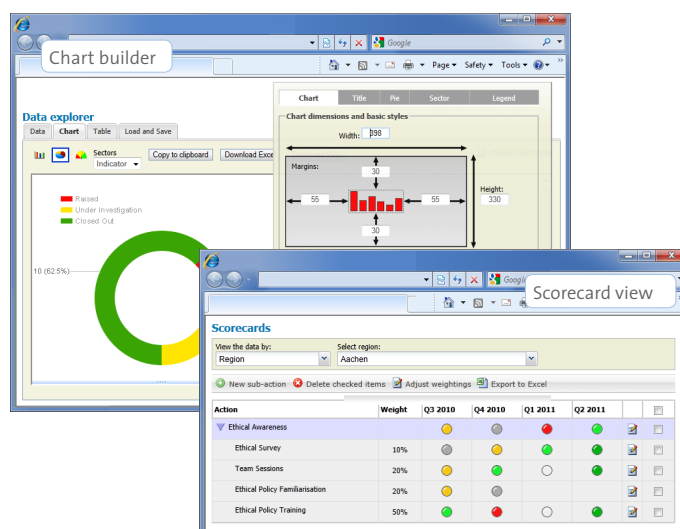 Google
Chart builder
Page Safety Tools
Chart Title Pie Sector Legend
Data explorer
Data Chart Table Load and Save
Chart dimensions and basic styles
Width: 398
Sectors
Indicator
Copy to clipboard Download Exce
Margins:
30
Height:
55 55 330
30
Raised
Under Investigation
Closed Out
10 (62.5%)
Scorecard view
Scorecards
View the data by: Select region:
Region Aachen
New sub-action Delete checked items Adjust weightings Export to Excel
Action Weight Q3 2010 Q4 2010 Q1 2011 Q2 2011
Ethical Awareness
Ethical Survey 10%
Team Sessions 20%
Ethical Policy Familiarisation 20%
Ethical Policy Training 50%